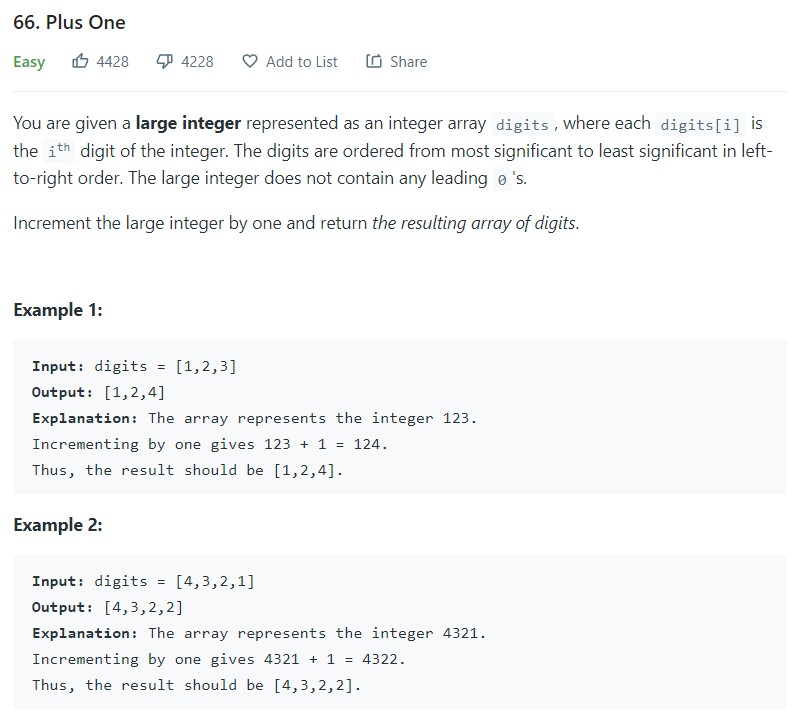 66. Plus One
Easy 4428 4228 Add to List Share
You are given a large integer represented as an integer array digits , where each digits[i] is
the ith digit of the integer. The digits are ordered from most significant to least significant in left-
to-right order. The large integer does not contain any leading 0 's.
Increment the large integer by one and return the resulting array of digits.
Example 1:
Input: digits = [1,2,3]
Output: [1,2,4]
Explanation: The array represents the integer 123.
Incrementing by one gives 123 + 1 = 124.
Thus, the result should be [1,2,4].
Example 2:
Input: digits = [4,3,2,1]
Output: [4,3,2,2]
Explanation: The array represents the integer 4321.
Incrementing by one gives 4321 + 1 = 4322.
Thus, the result should be [4,3,2,2].